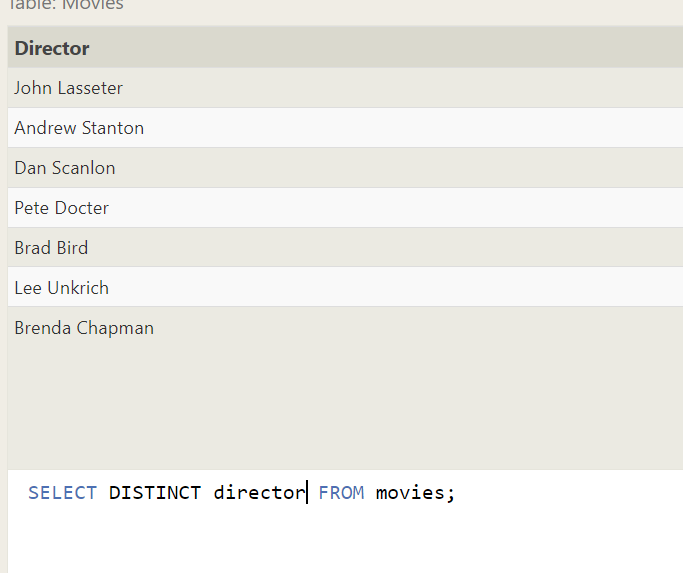 Table: Movies
Director
John Lasseter
Andrew Stanton
Dan Scanlon
Pete Docter
Brad Bird
Lee Unkrich
Brenda Chapman
SELECT DISTINCT director FROM movies;